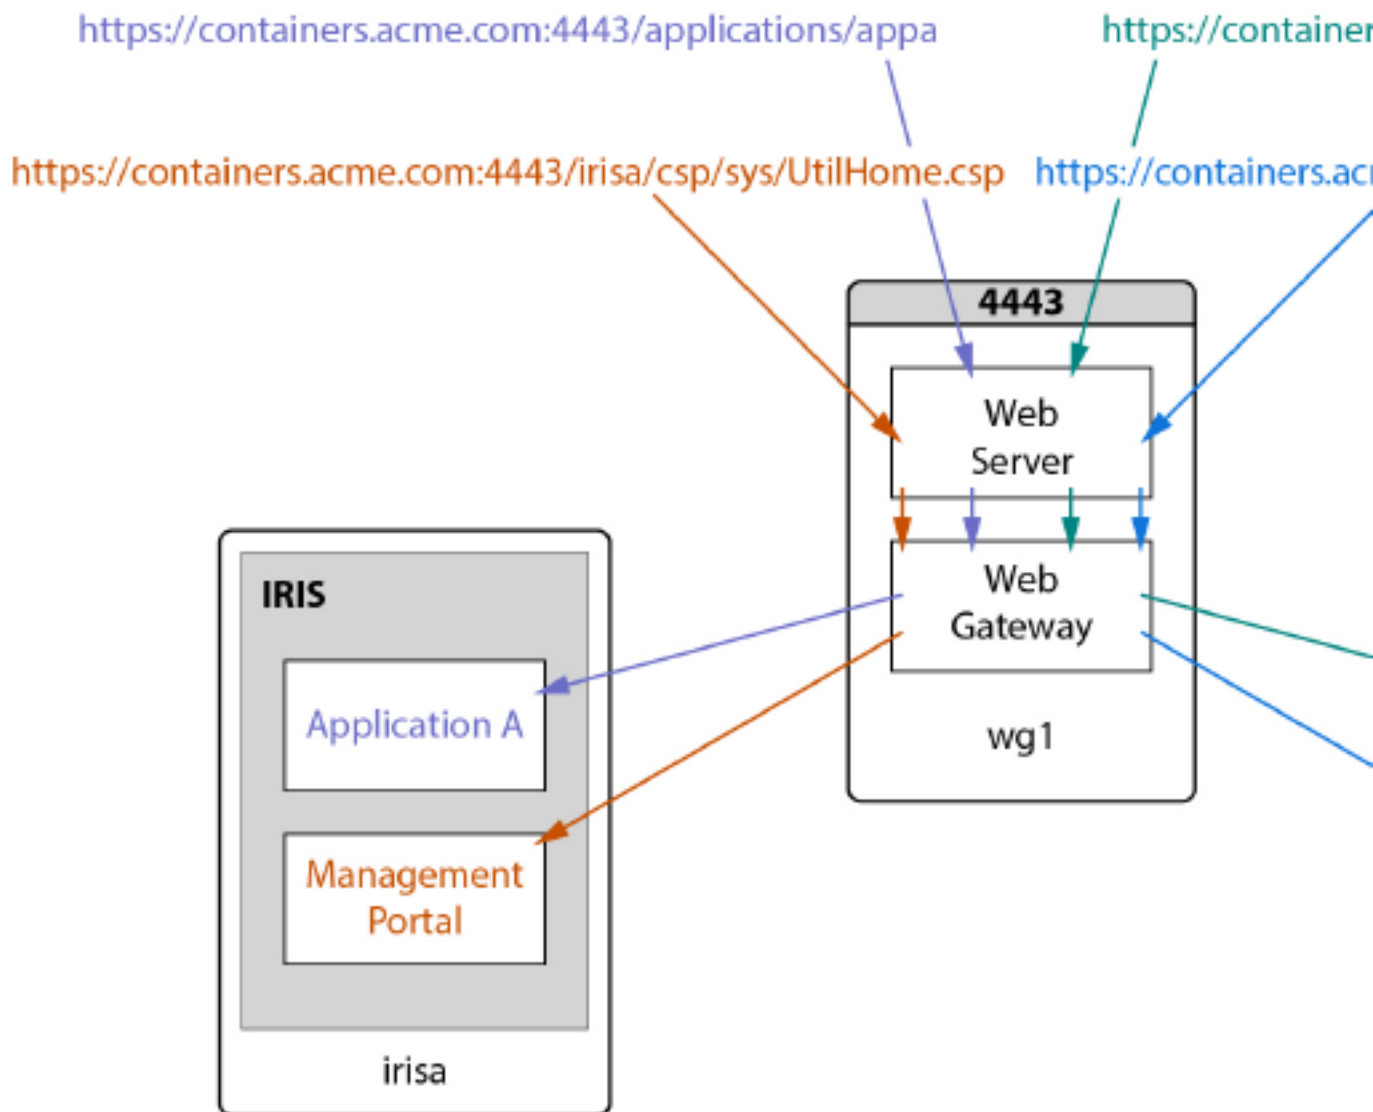 https://containers.acme.com:4443/applications/appa
https://container
https://containers.acme.com:4443/irisa/csp/sys/UtilHome.csp
https://containers.acm
4443
Web
Server
Web
Gateway
wg1
IRIS
Application A
Management
Portal
irisa